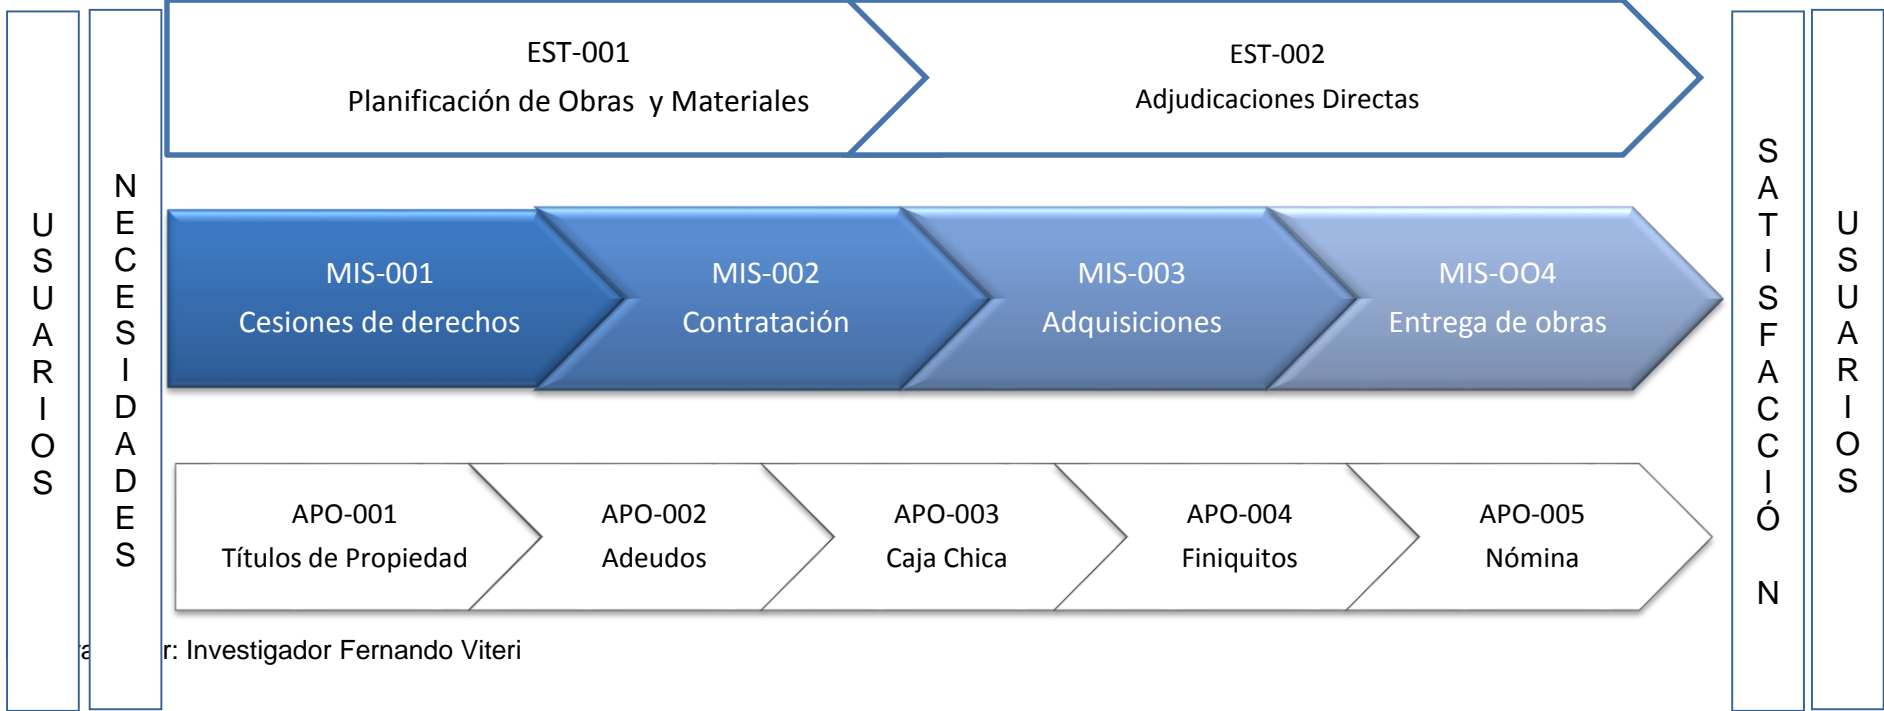 USUARIOS
NECESIDADES
EST-001
Planificación de Obras y Materiales
EST-002
Adjudicaciones Directas
MIS-001
Cesiones de derechos
MIS-002
Contratación
MIS-003
Adquisiciones
MIS-OO4
Entrega de obras
APO-001
Títulos de Propiedad
APO-002
Adeudos
APO-003
Caja Chica
APO-004
Finiquitos
APO-005
Nómina
SATISFACCIÓ N
USUARIOS
r: Investigador Fernando Viteri